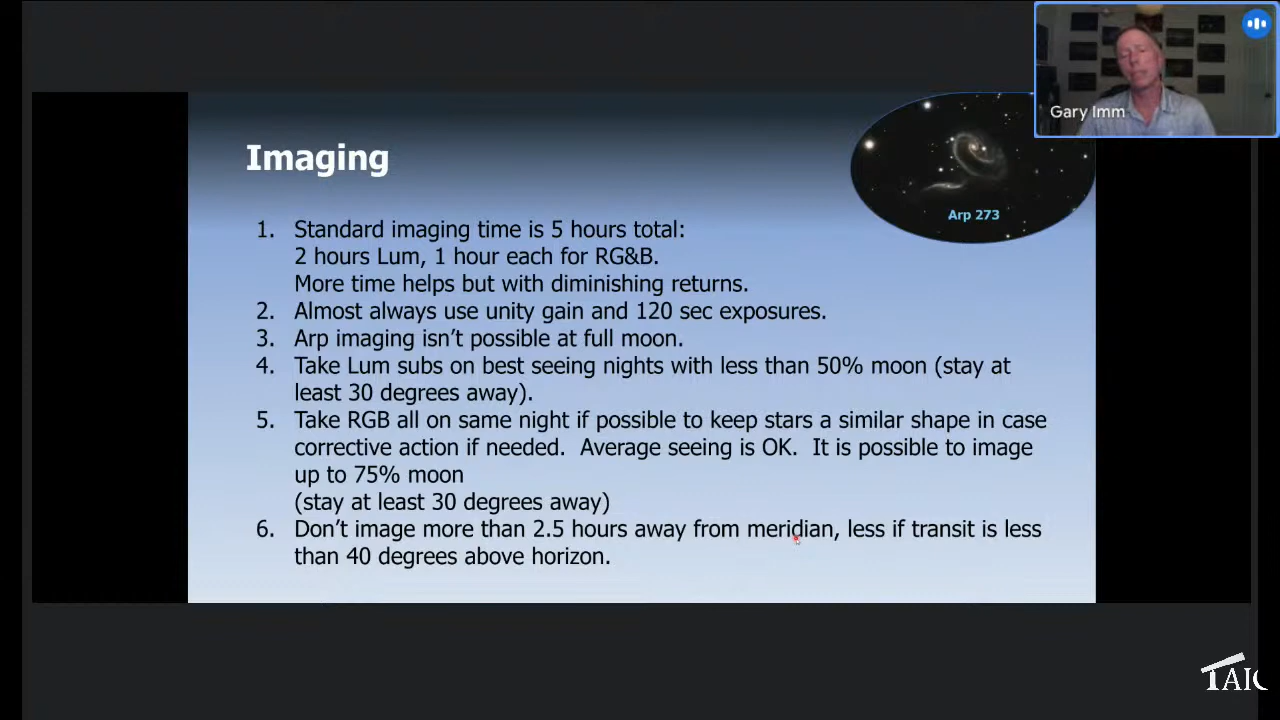 Gary Imm
Imaging
Arp 273
1. Standard imaging time is 5 hours total:
2 hours Lum, 1 hour each for RG&B.
More time helps but with diminishing returns.
2. Almost always use unity gain and 120 sec exposures.
3. Arp imaging isn't possible at full moon.
4. Take Lum subs on best seeing nights with less than 50% moon (stay at
least 30 degrees away).
5. Take RGB all on same night if possible to keep stars a similar shape in case
corrective action if needed. Average seeing is OK. It is possible to image
up to 75% moon
(stay at least 30 degrees away)
6. Don't image more than 2.5 hours away from meridian, less if transit is less
than 40 degrees above horizon.
TAIC